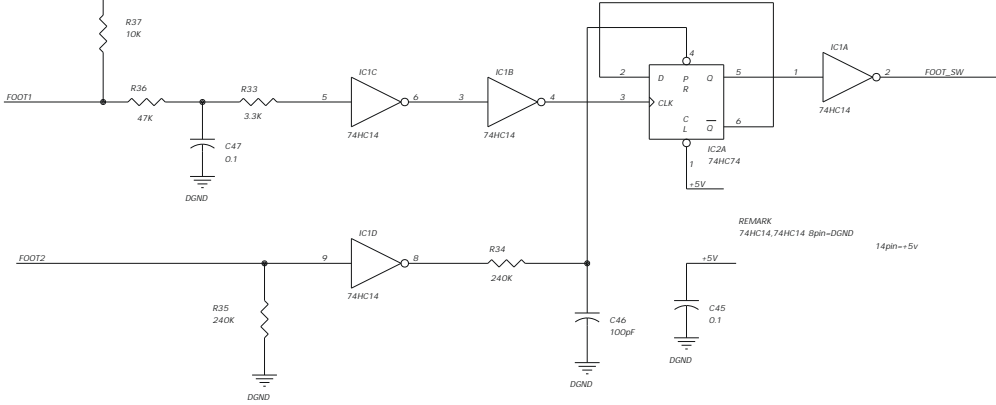 R37
10K
FOOT1
R36
47K
R33
3.3K
C47
0.1
DGND
5
IC1C
6
74HC14
3
IC1B
4
74HC14
2
3
D
P
R
Q
CLK
C
L
Q
4
5
6
1
+5V
IC2A
74HC74
1
IC1A
2
74HC14
FOOT_SW
REMARK
74HC14,74HC14 8pin=DGND
14pin=+5v
FOOT2
R35
240K
DGND
9
IC1D
8
74HC14
R34
240K
C46
100pF
DGND
+5V
C45
0.1
DGND